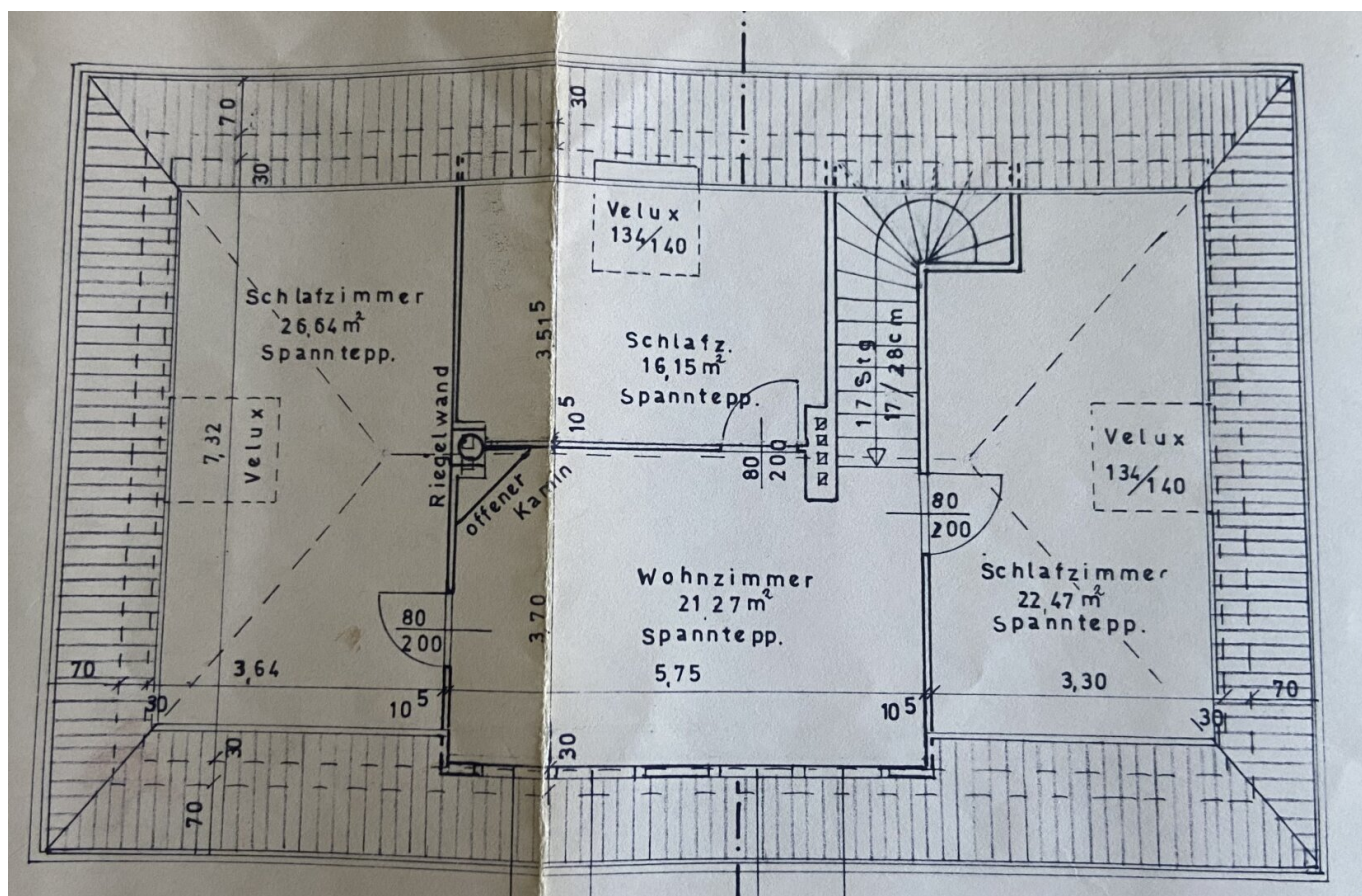 70
30
30
Velux
134/140
Schlafzimmer
26,64 m²
Spanntepp.
3.51⁵
Schlafz.
16,15 m²
Spanntepp.
17 Stg
17/28cm
7,32
Velux
Riegelwand
10⁵
offener
Kamin
80
200
Velux
134/140
80
200
Wohnzimmer
21.27 m²
Spanntepp.
Schlafzimmer
22,47 m²
Spanntepp.
80
200
3.70
70
3,64
5,75
3,30
70
30
10⁵
10⁵
30
30
30
70